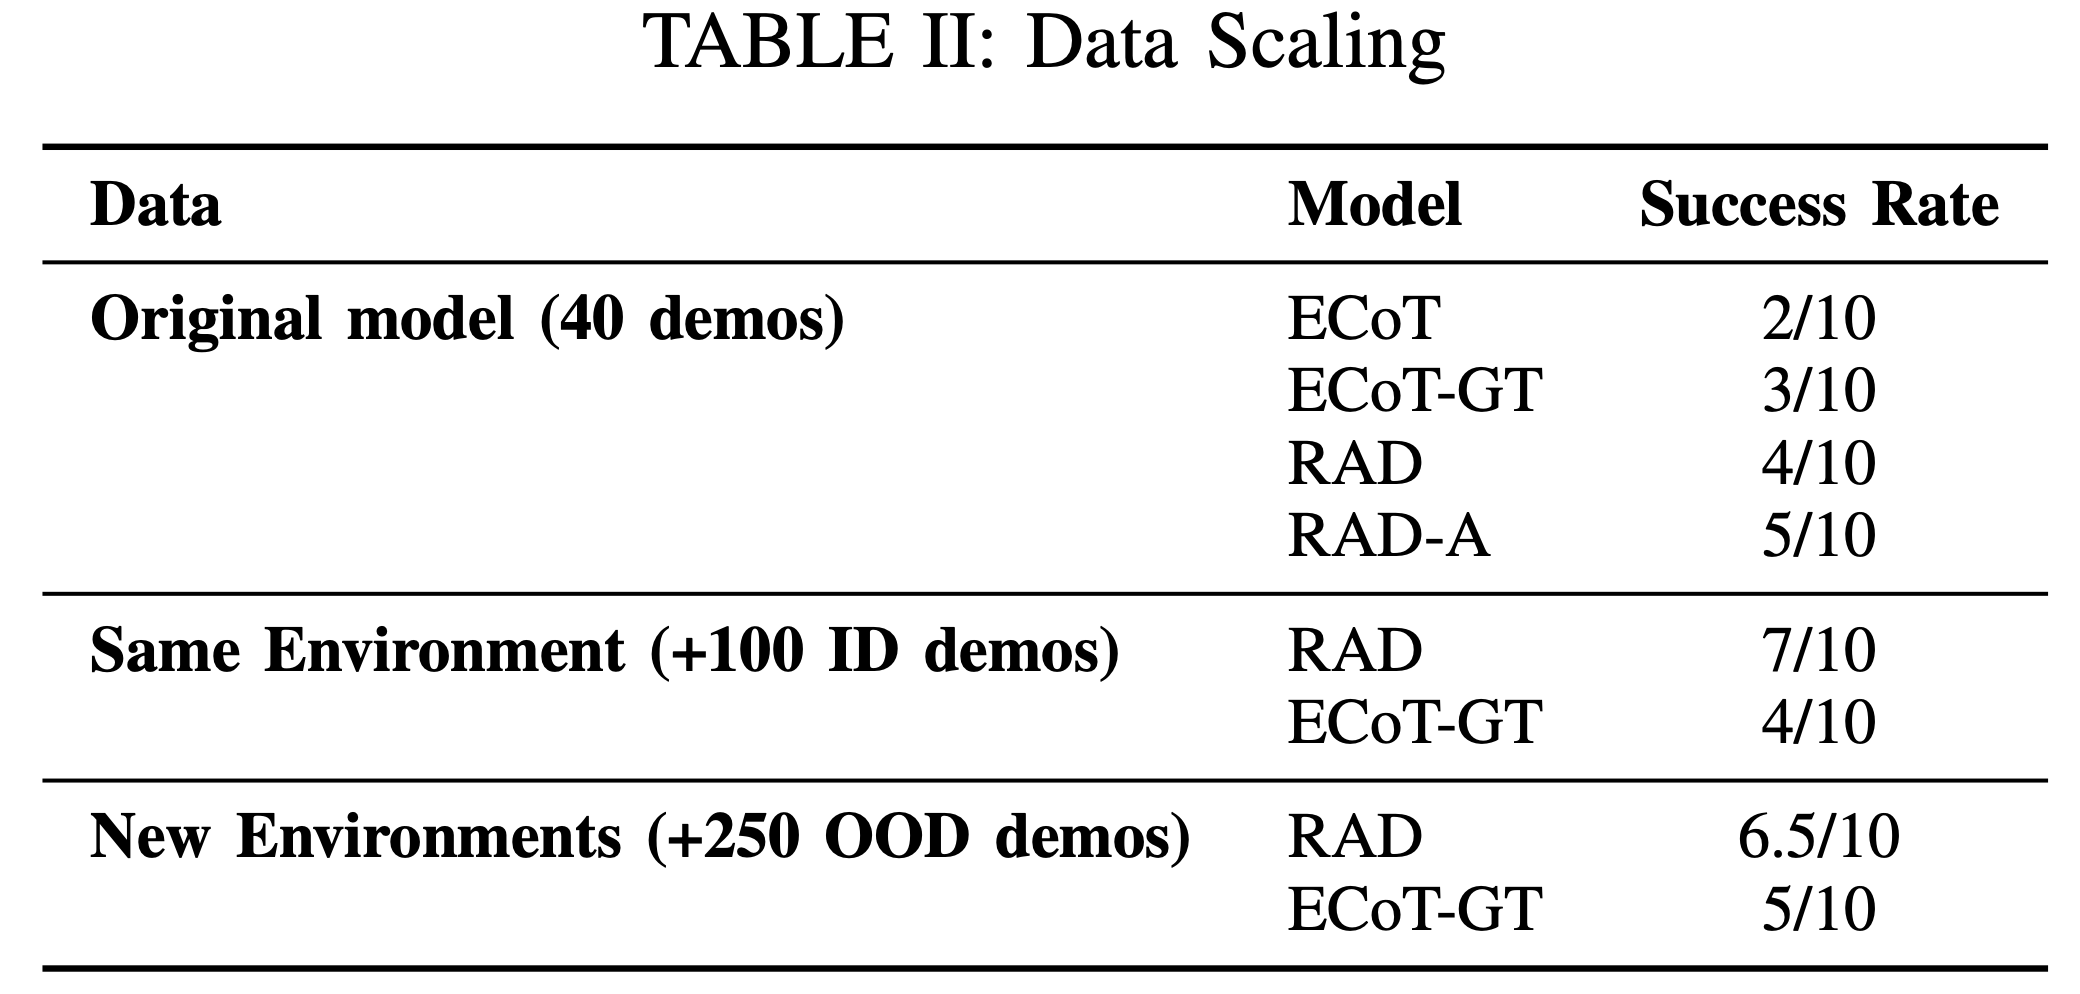 TABLE II: Data Scaling
Data Model Success Rate
Original model (40 demos) ECoT 2/10
ECoT-GT 3/10
RAD 4/10
RAD-A 5/10
Same Environment (+100 ID demos) RAD 7/10
ECoT-GT 4/10
New Environments (+250 OOD demos) RAD 6.5/10
ECoT-GT 5/10